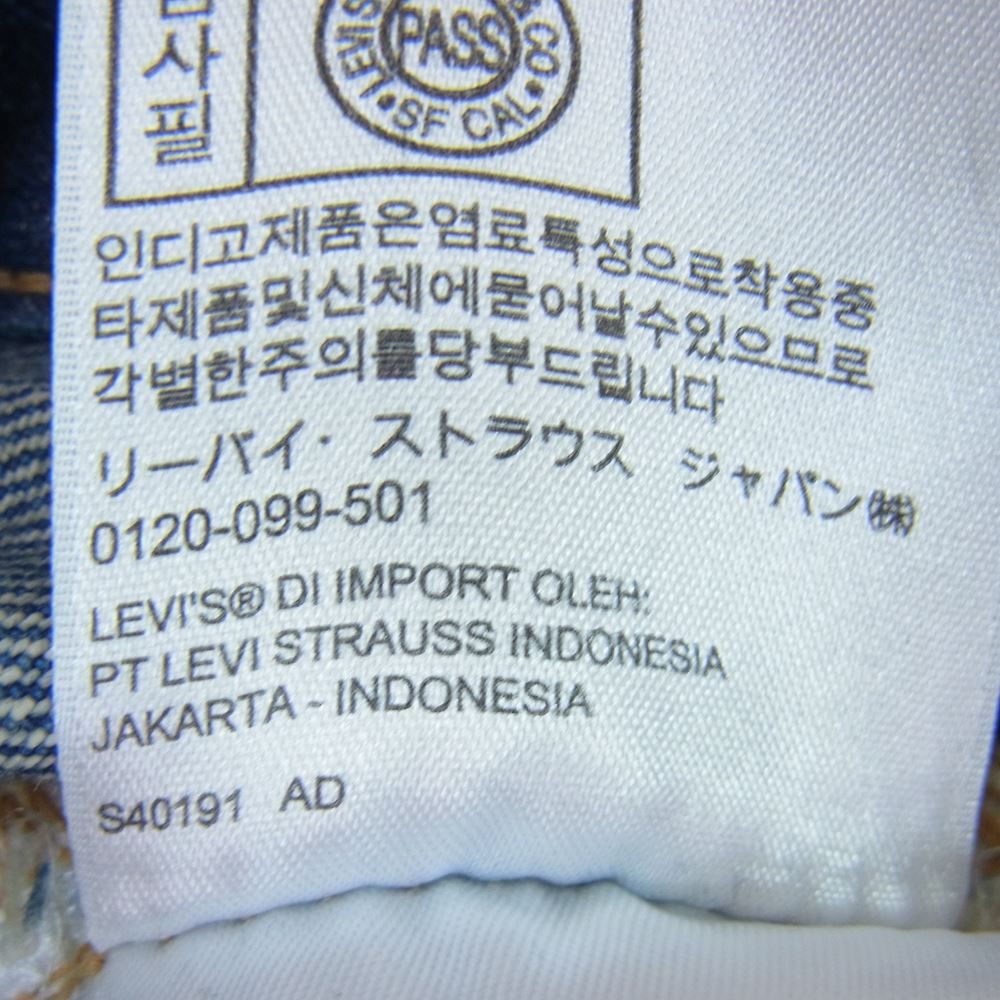 사필
LEVI'S & CO • SF CAL •
PASS
인디고제품은염료특성으로착용중
타제품및신체에묻어날수있으므로
각별한주의를당부드립니다
リーバイ・ストラウス ジャパン㈱
0120-099-501
LEVI'S® DI IMPORT OLEH:
PT LEVI STRAUSS INDONESIA
JAKARTA - INDONESIA
S40191 AD